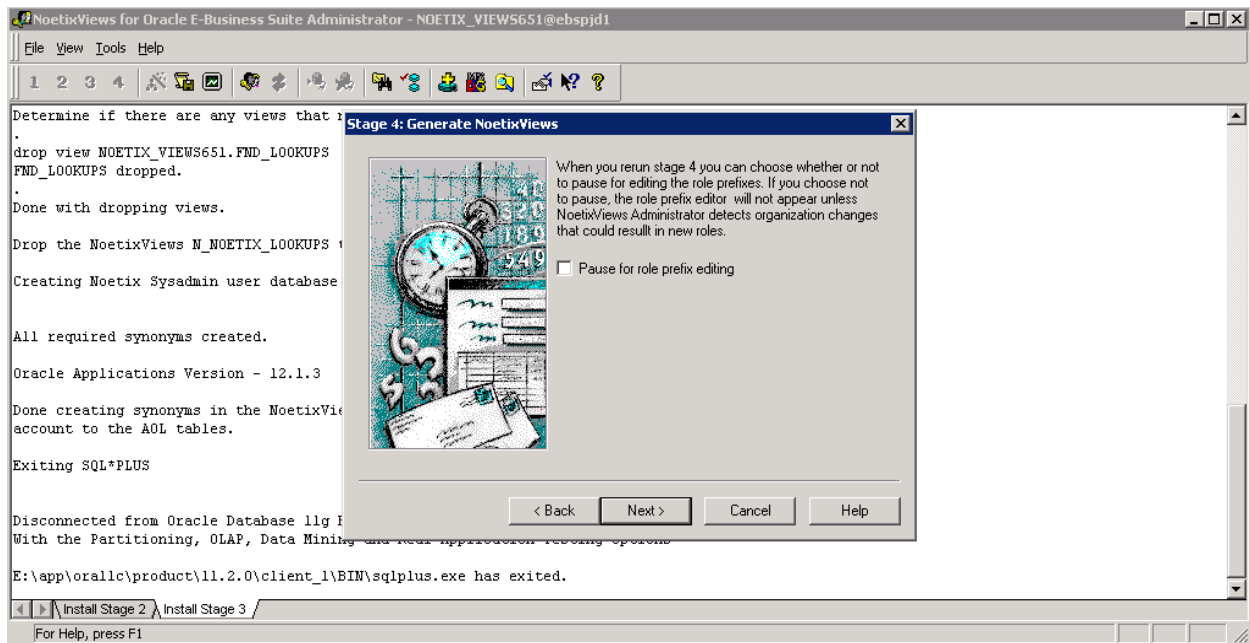 NoetixViews for Oracle E-Business Suite Administrator - NOETIX_VIEWS651@ebspjd1
File View Tools Help
1 2 3 4
Determine if there are any views that
.
drop view NOETIX_VIEWS651.FND_LOOKUPS
FND_LOOKUPS dropped.
.
Done with dropping views.
Drop the NoetixViews N_NOETIX_LOOKUPS
Creating Noetix Sysadmin user database
All required synonyms created.
Oracle Applications Version - 12.1.3
Done creating synonyms in the NoetixVie
account to the AOL tables.
Exiting SQL*PLUS
Disconnected from Oracle Database 11g
With the Partitioning, OLAP, Data Mining and Real Application Testing options
E:\app\orallc\product\11.2.0\client_1\BIN\sqlplus.exe has exited.
Stage 4: Generate NoetixViews
When you rerun stage 4 you can choose whether or not
to pause for editing the role prefixes. If you choose not
to pause, the role prefix editor will not appear unless
NoetixViews Administrator detects organization changes
that could resullt in new roles.
Pause for role prefix editing
< Back Next > Cancel Help
Install Stage 2 Install Stage 3
For Help, press F1